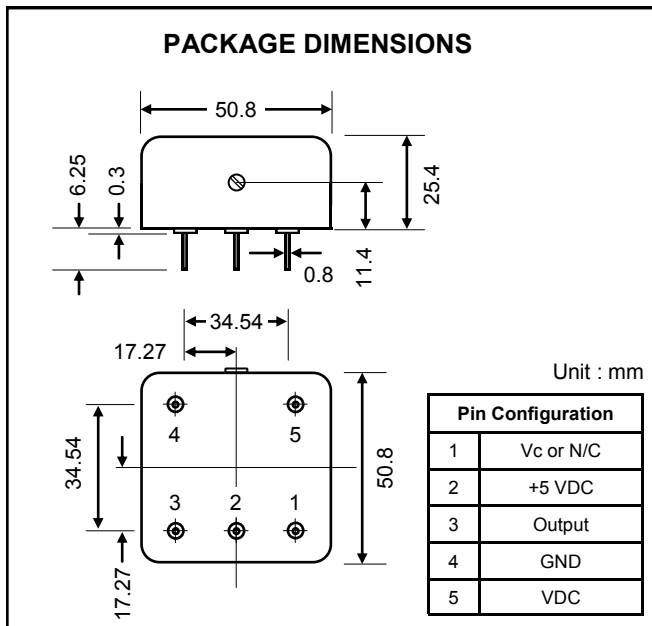 PACKAGE DIMENSIONS
50.8
6.25
0.3
25.4
11.4
0.8
34.54
17.27
Unit : mm
4
5
34.54
50.8
3
2
1
17.27
Pin Configuration
1 Vc or N/C
2 +5 VDC
3 Output
4 GND
5 VDC